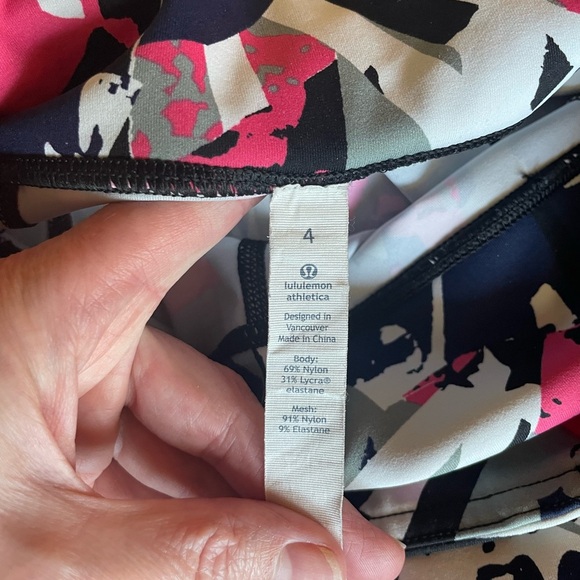 4
lululemon
athletica
Designed in
Vancouver
Made in China
Body:
69% Nylon
31% Lycra®
elastane
Mesh:
91% Nylon
9% Elastane